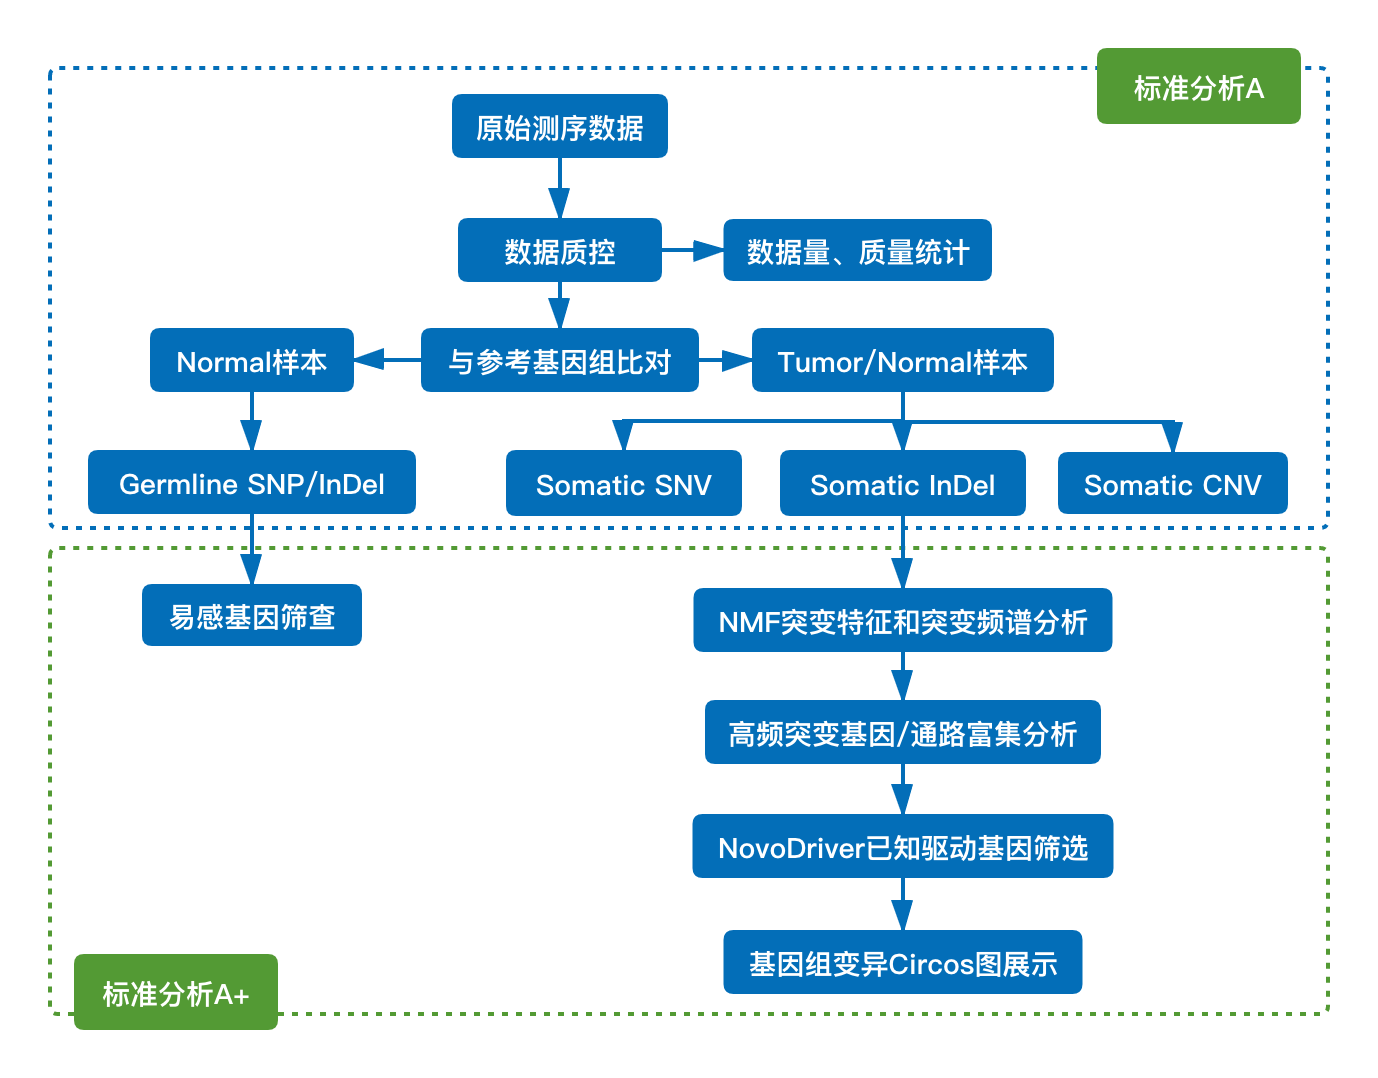 标准分析A
原始测序数据
数据质控
数据量、质量统计
Normal样本
与参考基因组比对
Tumor/Normal样本
Germline SNP/InDel
Somatic SNV
Somatic InDel
Somatic CNV
易感基因筛查
NMF突变特征和突变频谱分析
高频突变基因/通路富集分析
NovoDriver已知驱动基因筛选
基因组变异Circos图展示
标准分析A+